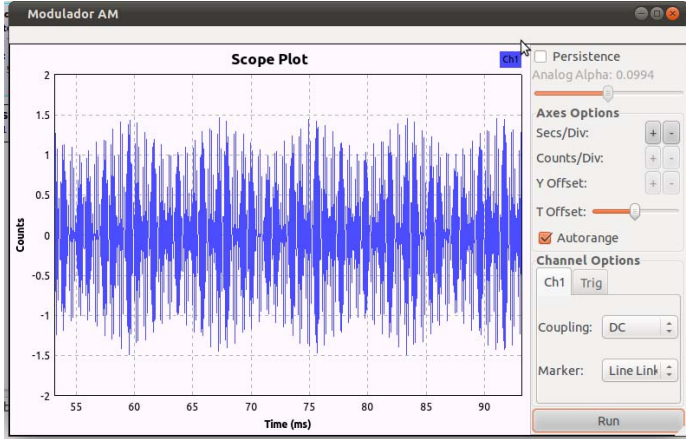 Modulador AM
Scope Plot
Ch1
Counts
2
1.5
1
0.5
0
-0.5
-1
-1.5
-2
55 60 65 70 75 80 85 90
Time (ms)
Persistence
Analog Alpha: 0.0994
Axes Options
Secs/Div: + -
Counts/Div: + -
Y Offset: + -
T Offset:
Autorange
Channel Options
Ch1 Trig
Coupling: DC
Marker: Line Link
Run